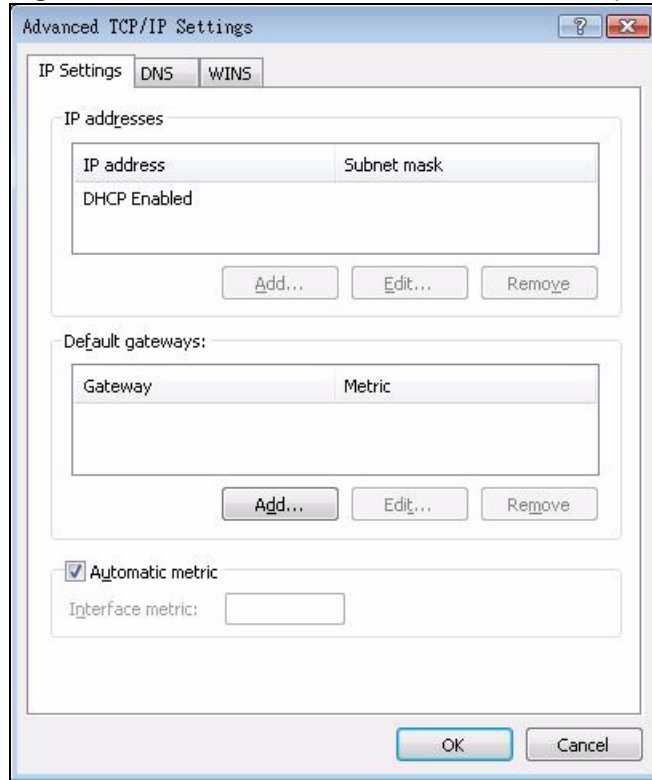 Advanced TCP/IP Settings
IP Settings DNS WINS
IP addresses
IP address Subnet mask
DHCP Enabled
Add... Edit... Remove
Default gateways:
Gateway Metric
Add... Edit... Remove
Automatic metric
Interface metric:
OK Cancel